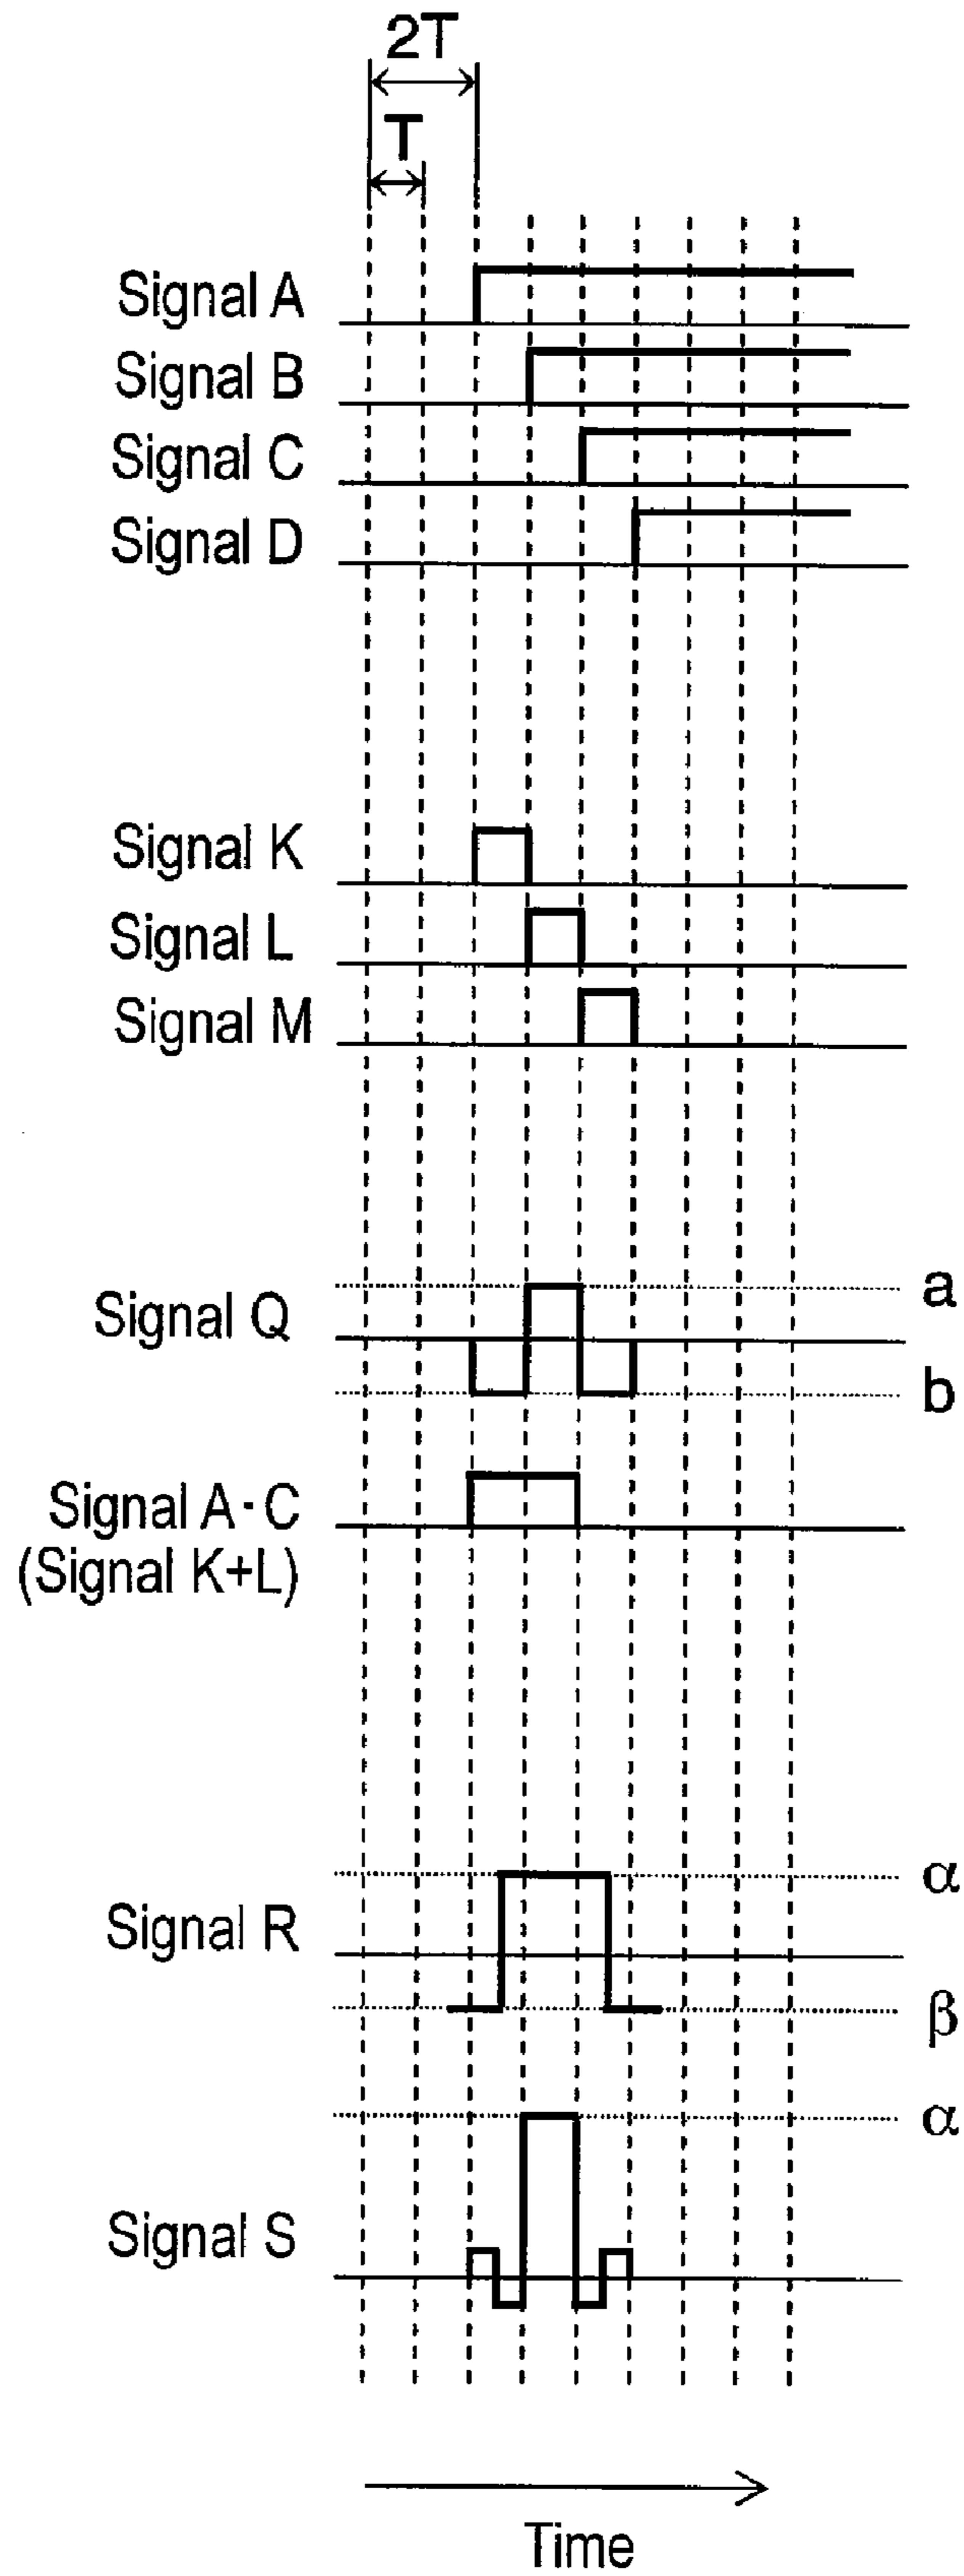 2T
T
Signal A
Signal B
Signal C
Signal D
Signal K
Signal L
Signal M
a
Signal Q
b
Signal A·C
(Signal K+L)
α
Signal R
β
α
Signal S
Time